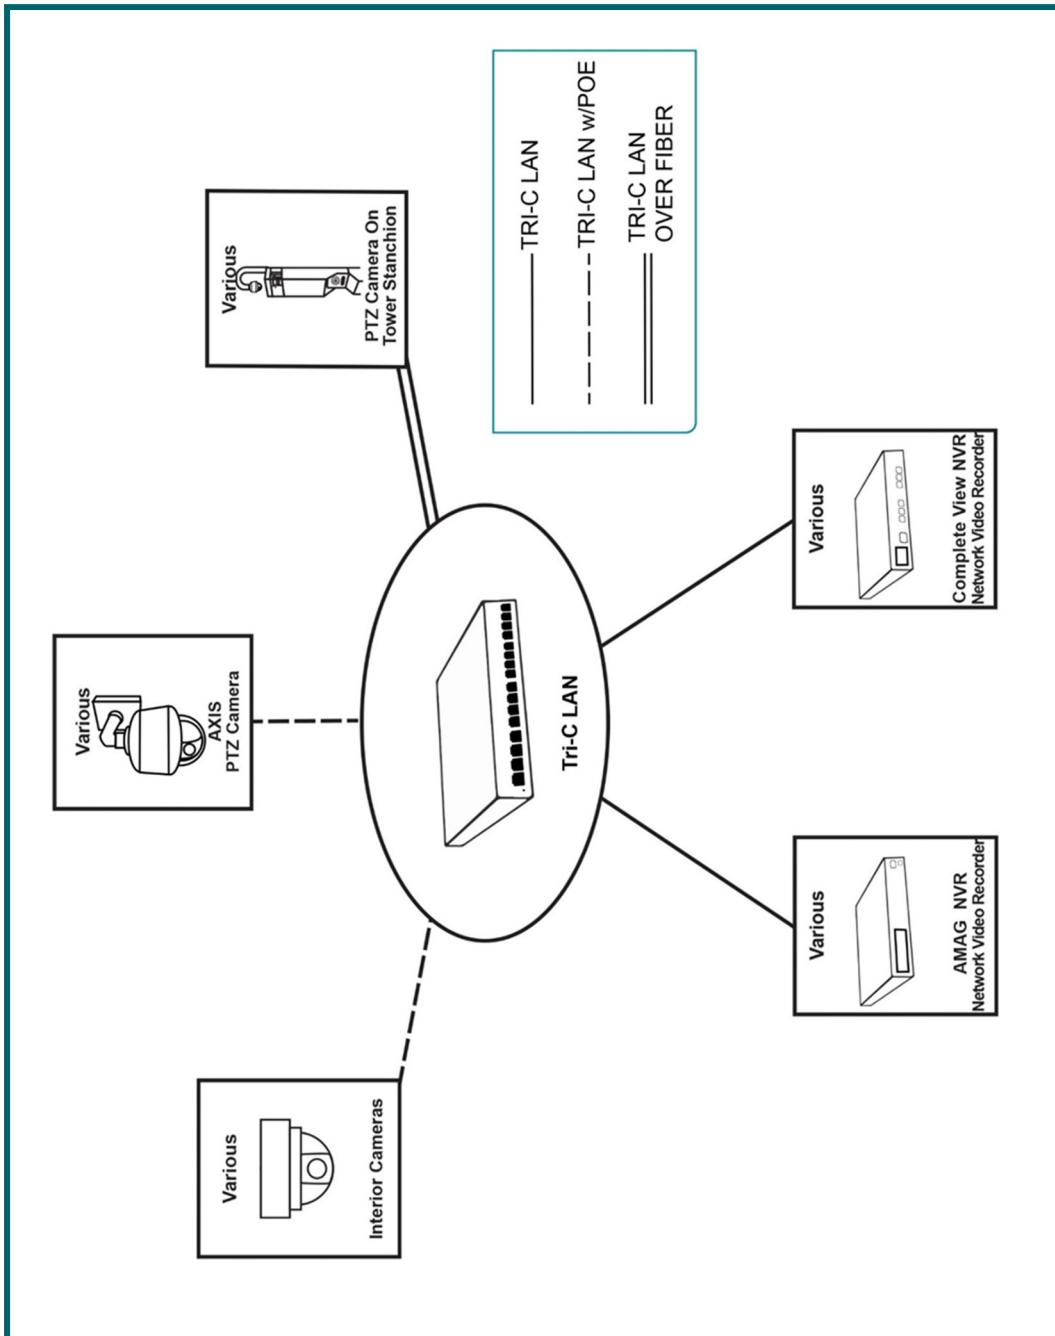 Various
Interior Cameras
Various
AXIS
PTZ Camera
Various
PTZ Camera On
Tower Stanchion
Tri-C LAN
TRI-C LAN
TRI-C LAN w/POE
TRI-C LAN
OVER FIBER
Various
AMAG NVR
Network Video Recorder
Various
Complete View NVR
Network Video Recorder